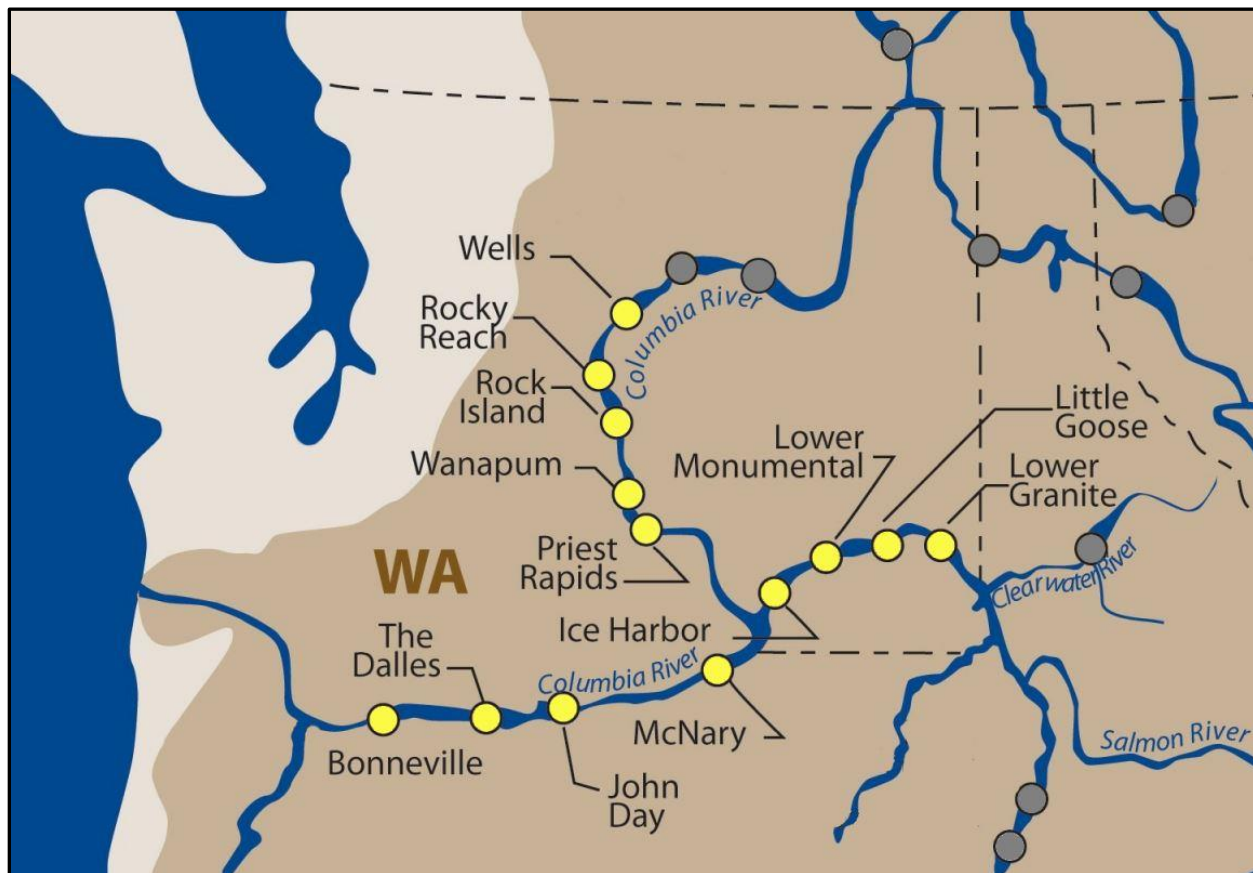 Wells
Columbia River
Rocky
Reach
Rock
Island
Little
Goose
Lower
Monumental
Lower
Granite
Wanapum
Priest
Rapids
WA
Clearwater River
Ice Harbor
The
Dalles
Columbia River
McNary
Salmon River
Bonneville
John
Day